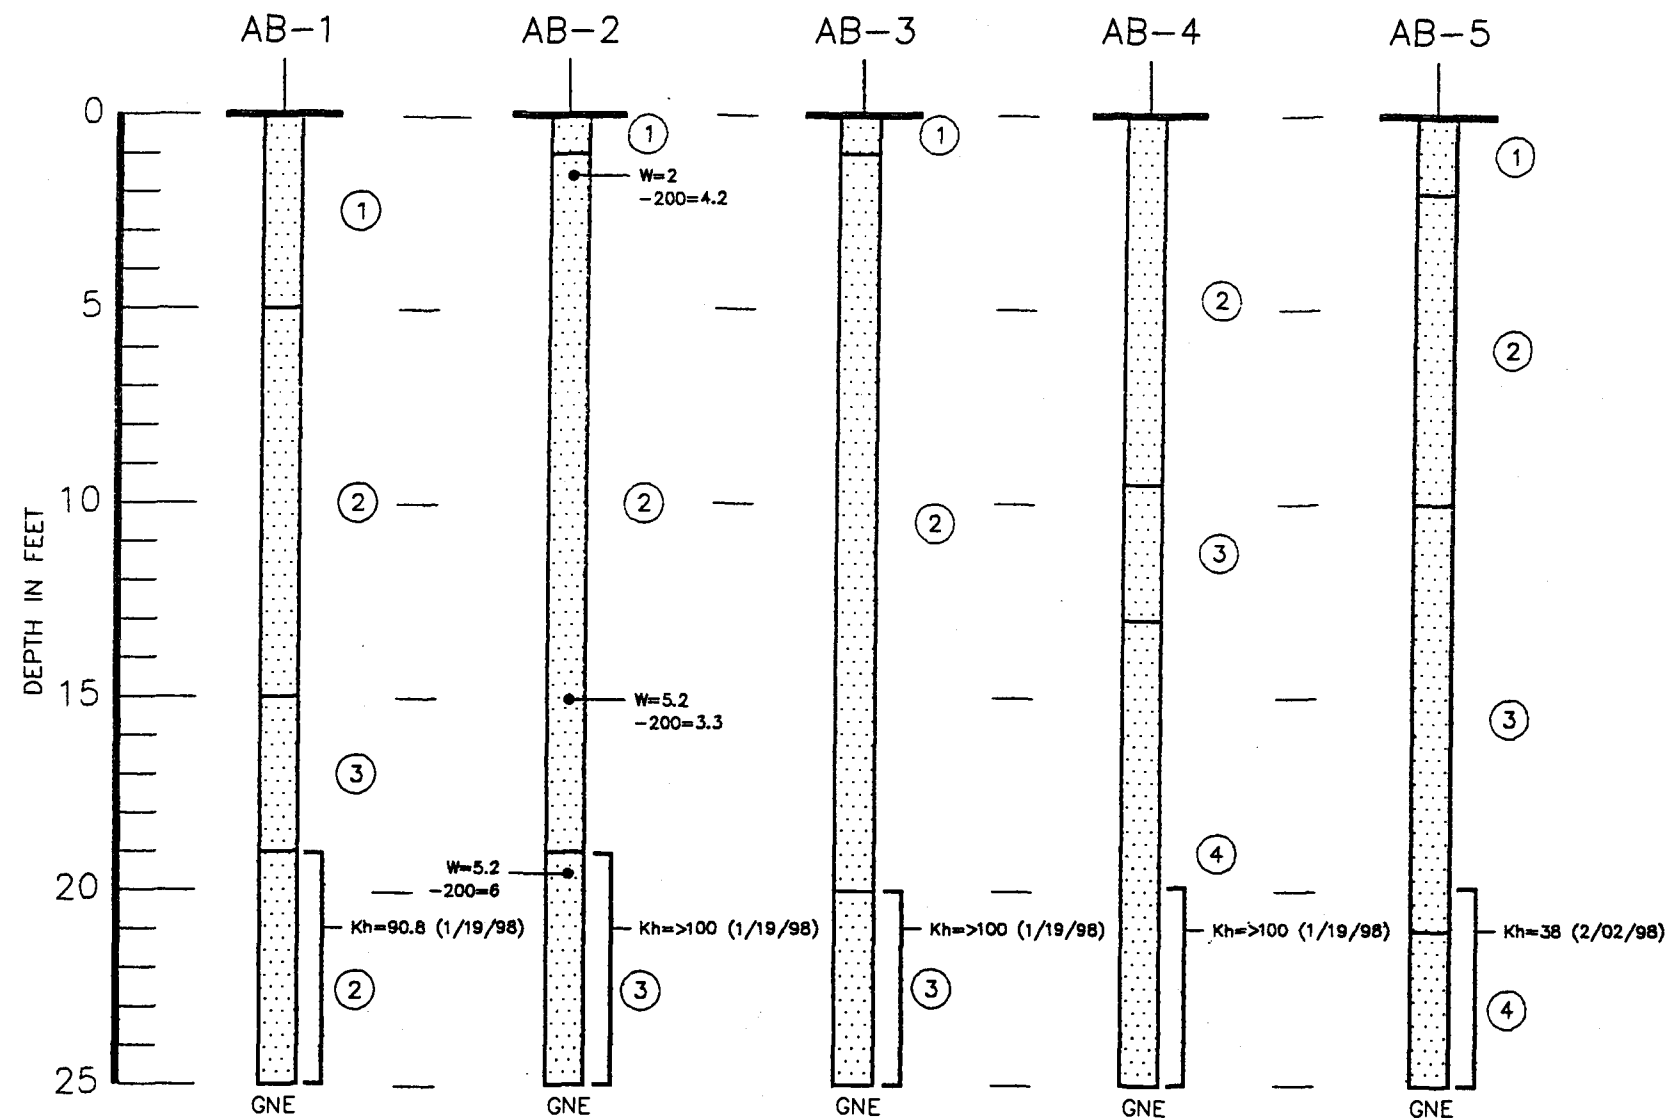 AB-1 AB-2 AB-3 AB-4 AB-5
0
1 1 1
W=2
-200=4.2
1
5
2
2
DEPTH IN FEET
10
2 2
2
3
15
W=5.2
-200=3.3
3
3
W=5.2
-200=6
4
20
Kh=90.8 (1/19/98) Kh=>100 (1/19/98) Kh=>100 (1/19/98) Kh=>100 (1/19/98) Kh=38 (2/02/98)
2 3 3
4
25
GNE GNE GNE GNE GNE